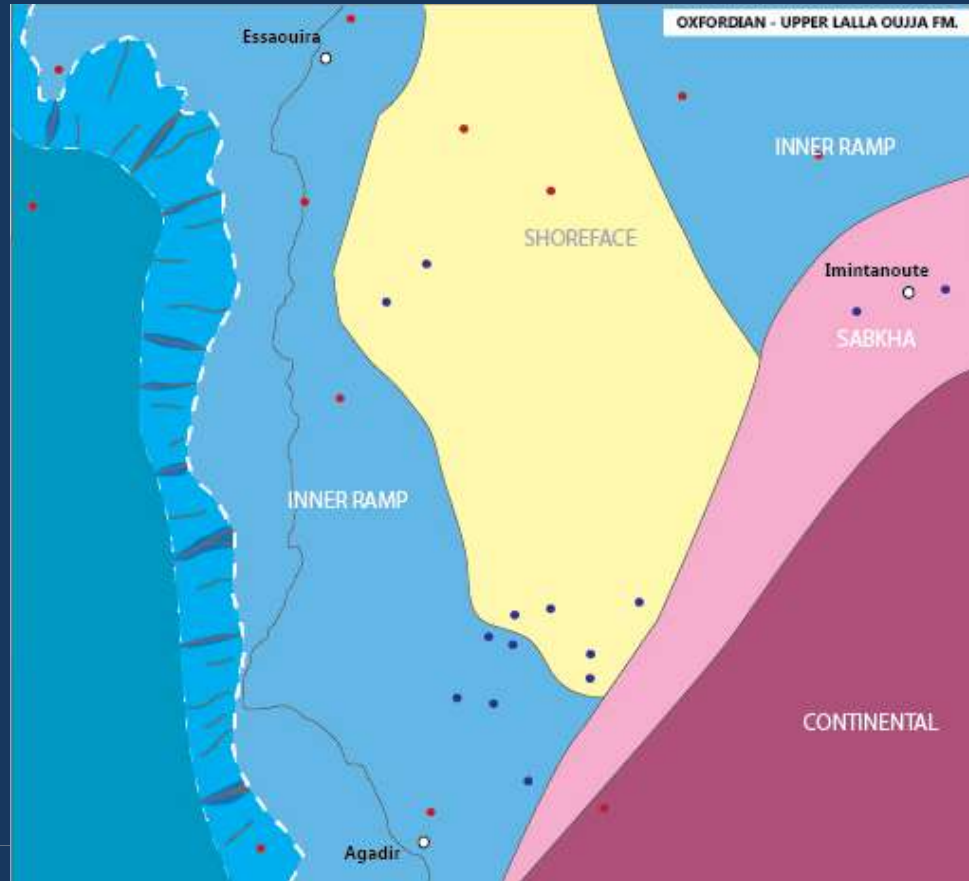 OXFORDIAN - UPPER LALLA OUJJA FM.
Essaouira
INNER RAMP
SHOREFACE
Imintanoute
SABKHA
INNER RAMP
CONTINENTAL
Agadir